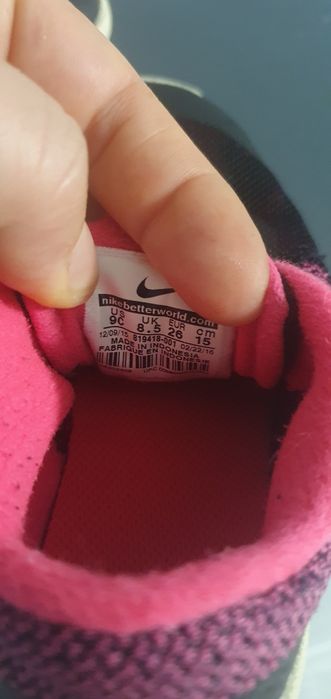 nikebetterworld.com
US UK EUR cm
9C 8.5 26 15
12/09/15 819418-001 02/22/16
MADE IN INDONESIA
FABRIQUE EN INDONESIE